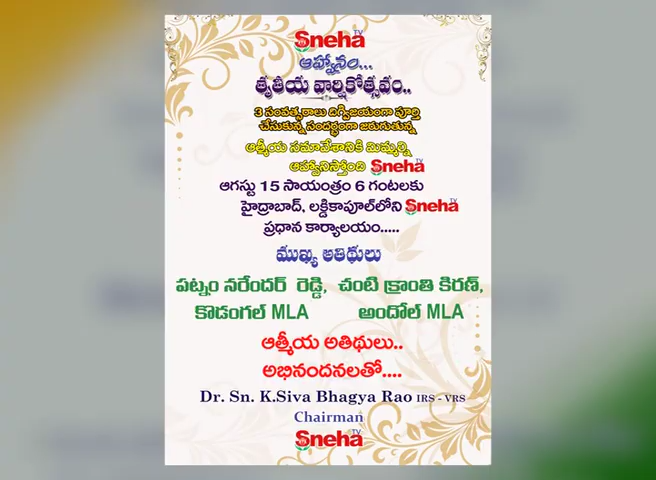 Sneha TV
ఆహ్వానం...
తృతీయ వార్షికోత్సవం..
3 సంవత్సరాలు దిగ్విజయంగా పూర్తి
చేసుకున్న సందర్భంగా జరుగుతున్న
ఆత్మీయ సమావేశానికి మిమ్మల్ని
ఆహ్వానిస్తోంది Sneha TV
ఆగస్టు 15 సాయంత్రం 6 గంటలకు
హైద్రాబాద్, లక్డికాపూల్‌లోని Sneha TV
ప్రధాన కార్యాలయం.....
ముఖ్య అతిథులు
పట్నం నరేందర్ రెడ్డి, చంటి క్రాంతి కిరణ్,
కొడంగల్ MLA అందోల్ MLA
ఆత్మీయ అతిథులు..
అభినందనలతో....
Dr. Sn. K.Siva Bhagya Rao IRS - VRS
Chairman
Sneha TV